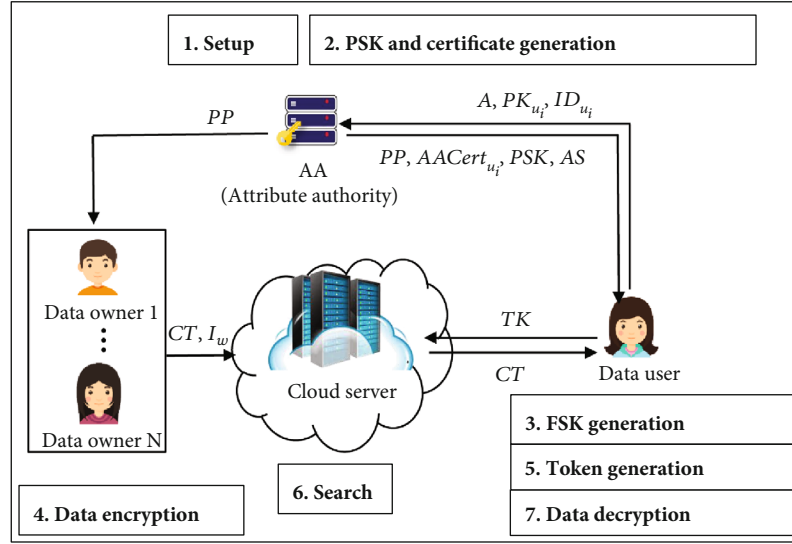 1. Setup
2. PSK and certificate generation
PP
A, PK_{u_i}, ID_{u_i}
PP, AACert_{u_i}, PSK, AS
AA
(Attribute authority)
Data owner 1
⋮
Data owner N
CT, I_w
Cloud server
TK
CT
Data user
3. FSK generation
5. Token generation
7. Data decryption
6. Search
4. Data encryption